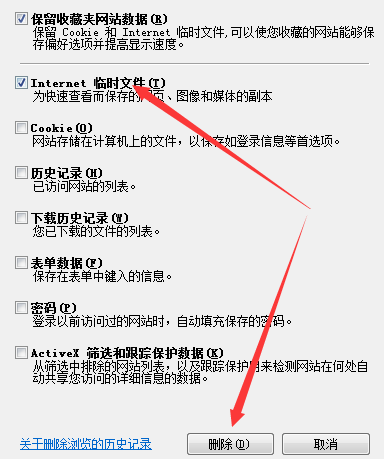 保留收藏夹网站数据(R)
保留 Cookie 和 Internet 临时文件,可以使您收藏的网站能够保
存偏好选项并提高显示速度。
Internet 临时文件(T)
为快速查看而保存的网页、图像和媒体的副本
Cookie(O)
网站存储在计算机上的文件，以保存如登录信息等首选项。
历史记录(H)
已访问网站的列表。
下载历史记录(W)
您已下载的文件的列表。
表单数据(F)
保存在表单中键入的信息。
密码(P)
登录以前访问过的网站时，自动填充保存的密码。
ActiveX 筛选和跟踪保护数据(K)
从筛选中排除的网站列表，以及跟踪保护用来检测网站在何处自
动共享您访问的详细信息的数据。
关于删除浏览的历史记录 删除(D) 取消